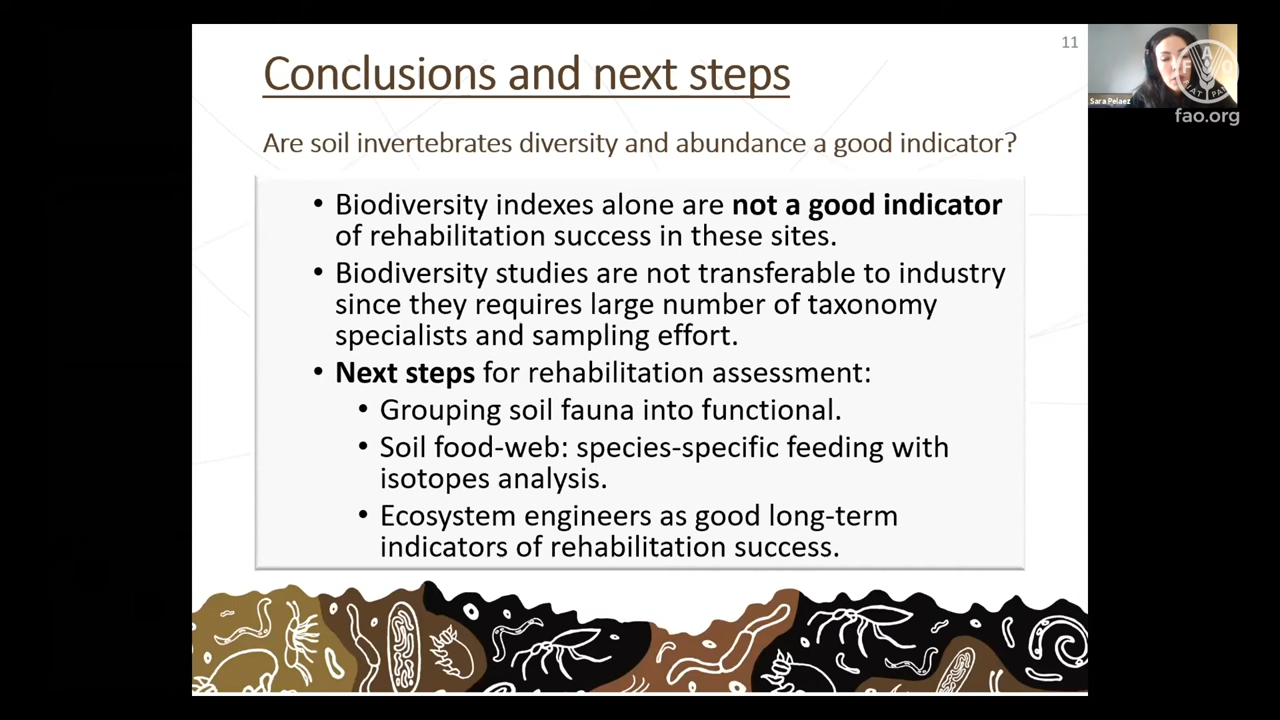 11
Conclusions and next steps
Are soil invertebrates diversity and abundance a good indicator?
• Biodiversity indexes alone are not a good indicator
of rehabilitation success in these sites.
• Biodiversity studies are not transferable to industry
since they requires large number of taxonomy
specialists and sampling effort.
• Next steps for rehabilitation assessment:
• Grouping soil fauna into functional.
• Soil food-web: species-specific feeding with
isotopes analysis.
• Ecosystem engineers as good long-term
indicators of rehabilitation success.
Sara Pelaez
F A O
FIAT PANIS
fao.org